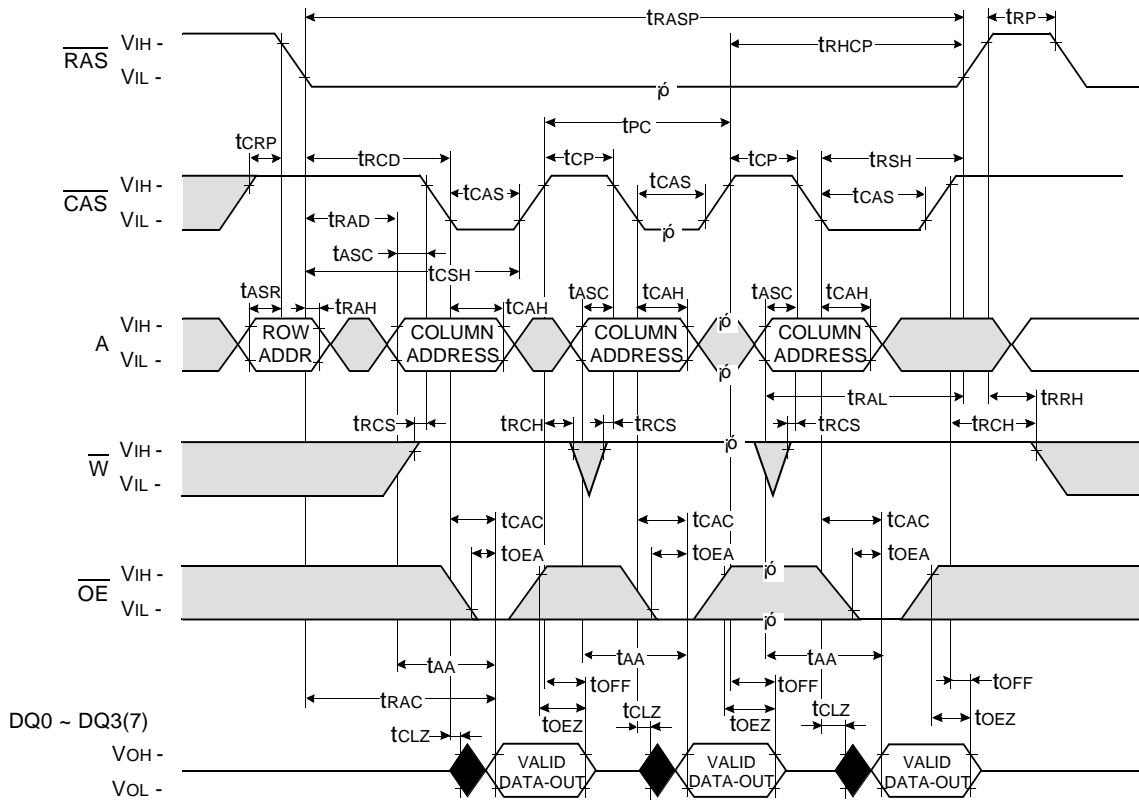 tRASP tRP
VIH -
RAS
VIL -
tRHCP
¡ó
tPC
tCRP tRCD tCP tCP tRSH
VIH -
CAS
VIL -
tCAS tCAS tCAS
¡ó
tRAD
tASC tCSH
tASR tRAH tCAH tASC tCAH tASC tCAH
VIH -
A
VIL -
ROW ADDR.
COLUMN ADDRESS
COLUMN ADDRESS
COLUMN ADDRESS
¡ó
¡ó
tRAL tRRH
tRCS tRCH tRCS tRCS tRCH
VIH -
W
VIL -
¡ó
tCAC tCAC tCAC
tOEA tOEA tOEA
VIH -
OE
VIL -
¡ó
¡ó
tAA tAA tAA
tRAC tOFF tOFF tOFF
DQ0 ~ DQ3(7)
tCLZ tOEZ tCLZ tOEZ tCLZ tOEZ
VOH -
VOL -
VALID DATA-OUT
VALID DATA-OUT
VALID DATA-OUT